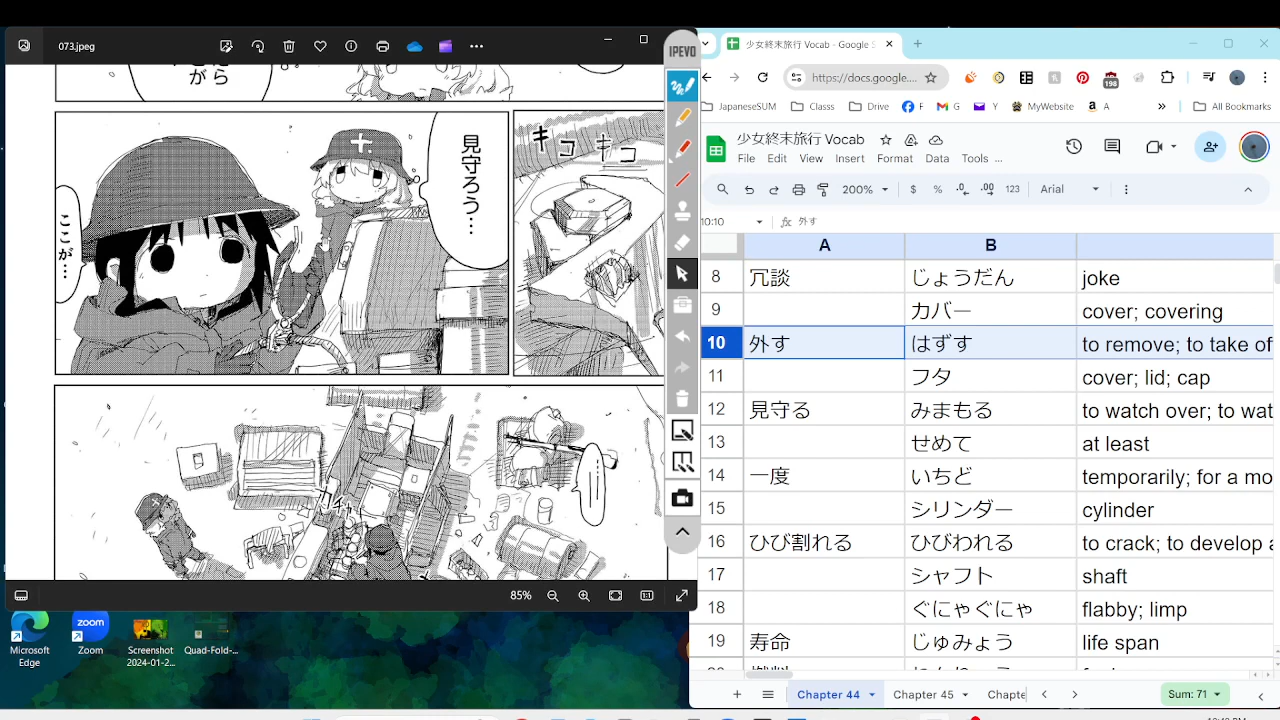 073.jpeg
がら
見守ろう…
ここが…
キコキコ
カチャ
85%
Microsoft Edge
Zoom
zoom
Screenshot 2024-01-2...
Quad-Fold-...
IPEVO
少女終末旅行 Vocab - Google S
https://docs.google....
198
JapaneseSUM
Classs
Drive
F
G
Y
MyWebsite
a
A
All Bookmarks
少女終末旅行 Vocab
File Edit View Insert Format Data Tools ...
200%
$ % .0 .00 123 Arial
10:10
外す
A B
8 冗談 じょうだん joke
9 カバー cover; covering
10 外す はずす to remove; to take of
11 フタ cover; lid; cap
12 見守る みまもる to watch over; to wat
13 せめて at least
14 一度 いちど temporarily; for a mo
15 シリンダー cylinder
16 ひび割れる ひびわれる to crack; to develop a
17 シャフト shaft
18 ぐにゃぐにゃ flabby; limp
19 寿命 じゅみょう life span
Chapter 44
Chapter 45
Chapte
Sum: 71